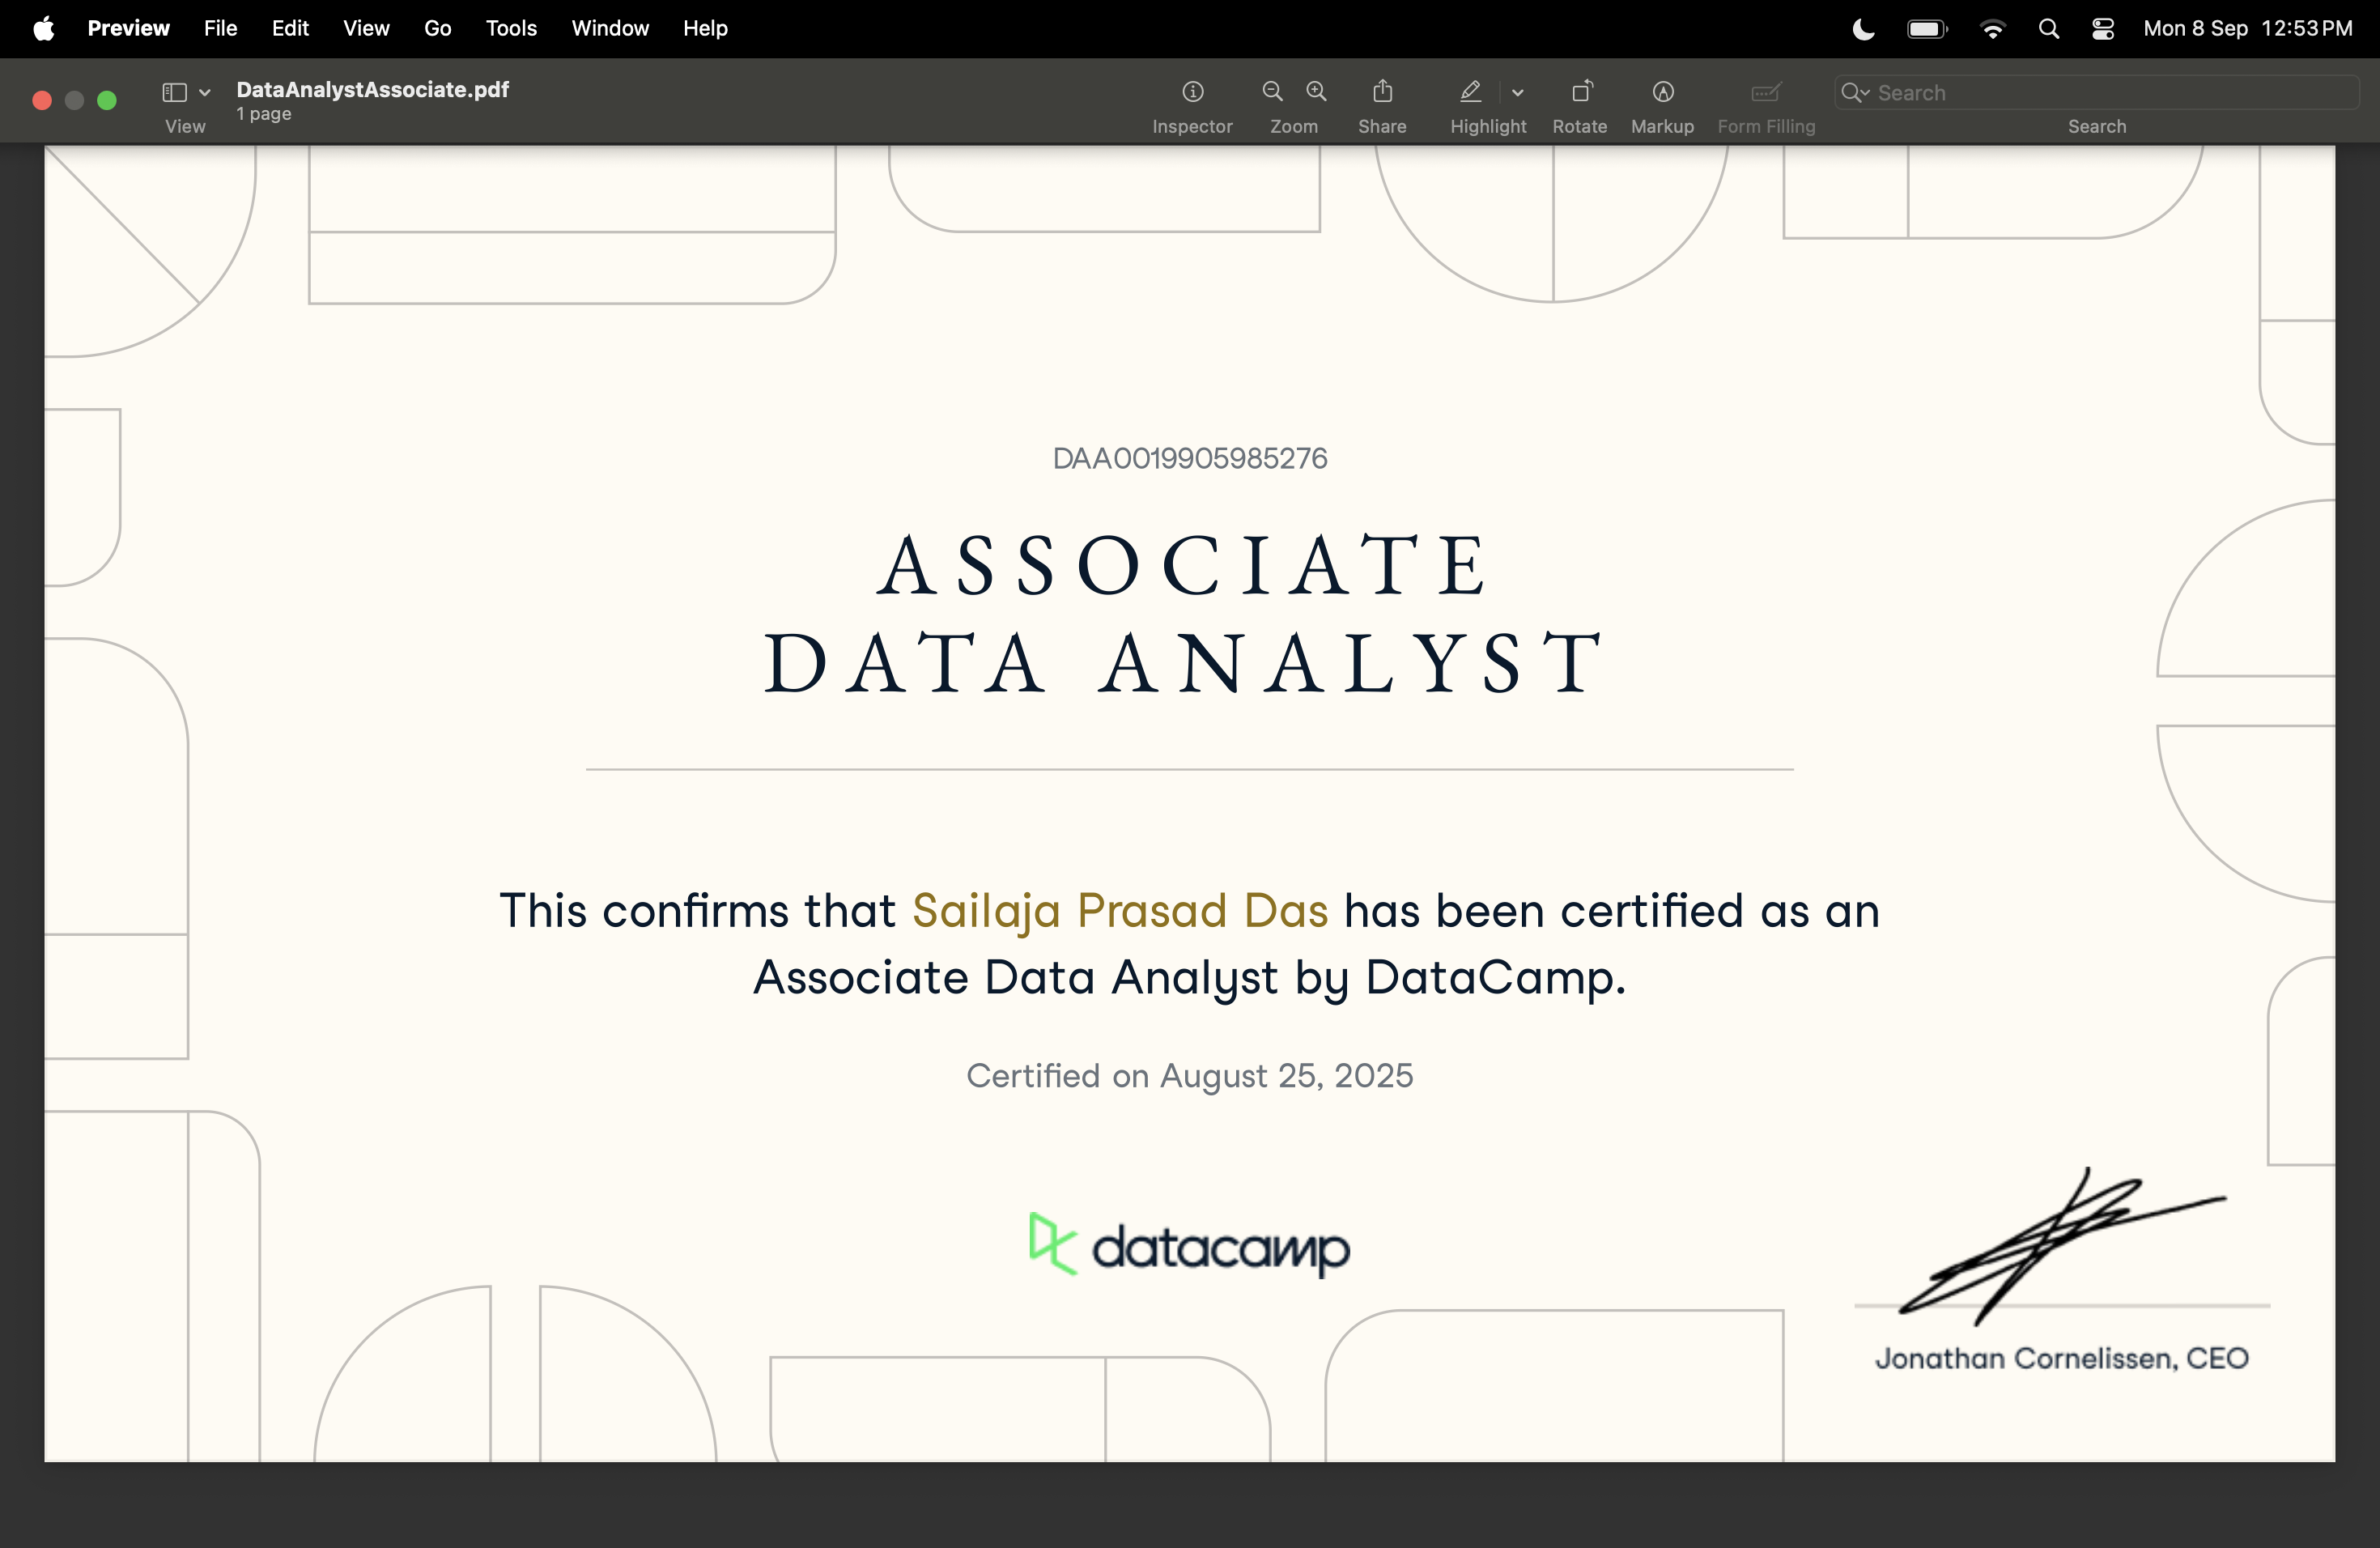 Preview File Edit View Go Tools Window Help Mon 8 Sep 12:53 PM
DataAnalystAssociate.pdf
1 page
View Inspector Zoom Share Highlight Rotate Markup Form Filling Search
Search
DAA0019905985276
ASSOCIATE
DATA ANALYST
This confirms that Sailaja Prasad Das has been certified as an
Associate Data Analyst by DataCamp.
Certified on August 25, 2025
datacamp
Jonathan Cornelissen, CEO